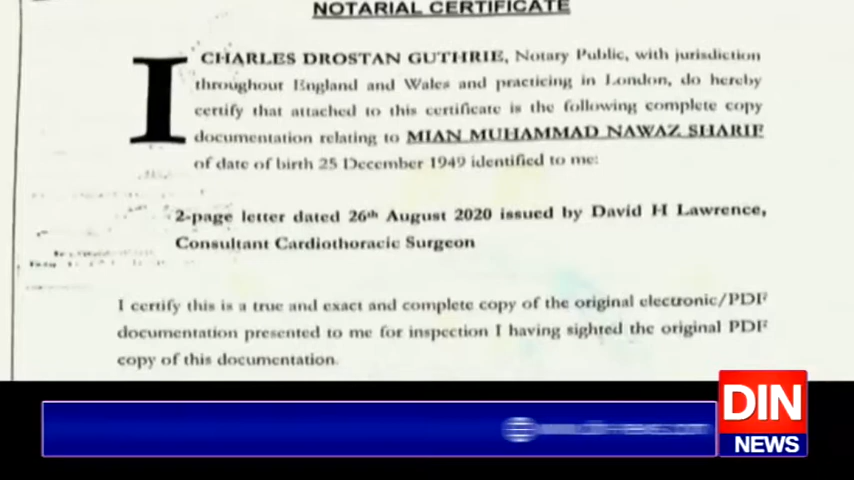 NOTARIAL CERTIFICATE
I CHARLES DROSTAN GUTHRIE, Notary Public, with jurisdiction
throughour England and Wales and practicing in London, do hereby
certify that attached to this certificate is the following complete copy
documentation relating to MIAN MUHAMMAD NAWAZ SHARIF
of date of birth 25 December 1949 identified to me:
2-page letter dated 26th August 2020 issued by David H Lawrence,
Consultant Cardiothoracic Surgeon
I certify this is a true and exact and complete copy of the original electronic/PDF
documentation presented to me for inspection I having sighted the original PDF
copy of this documentation.
DIN
NEWS